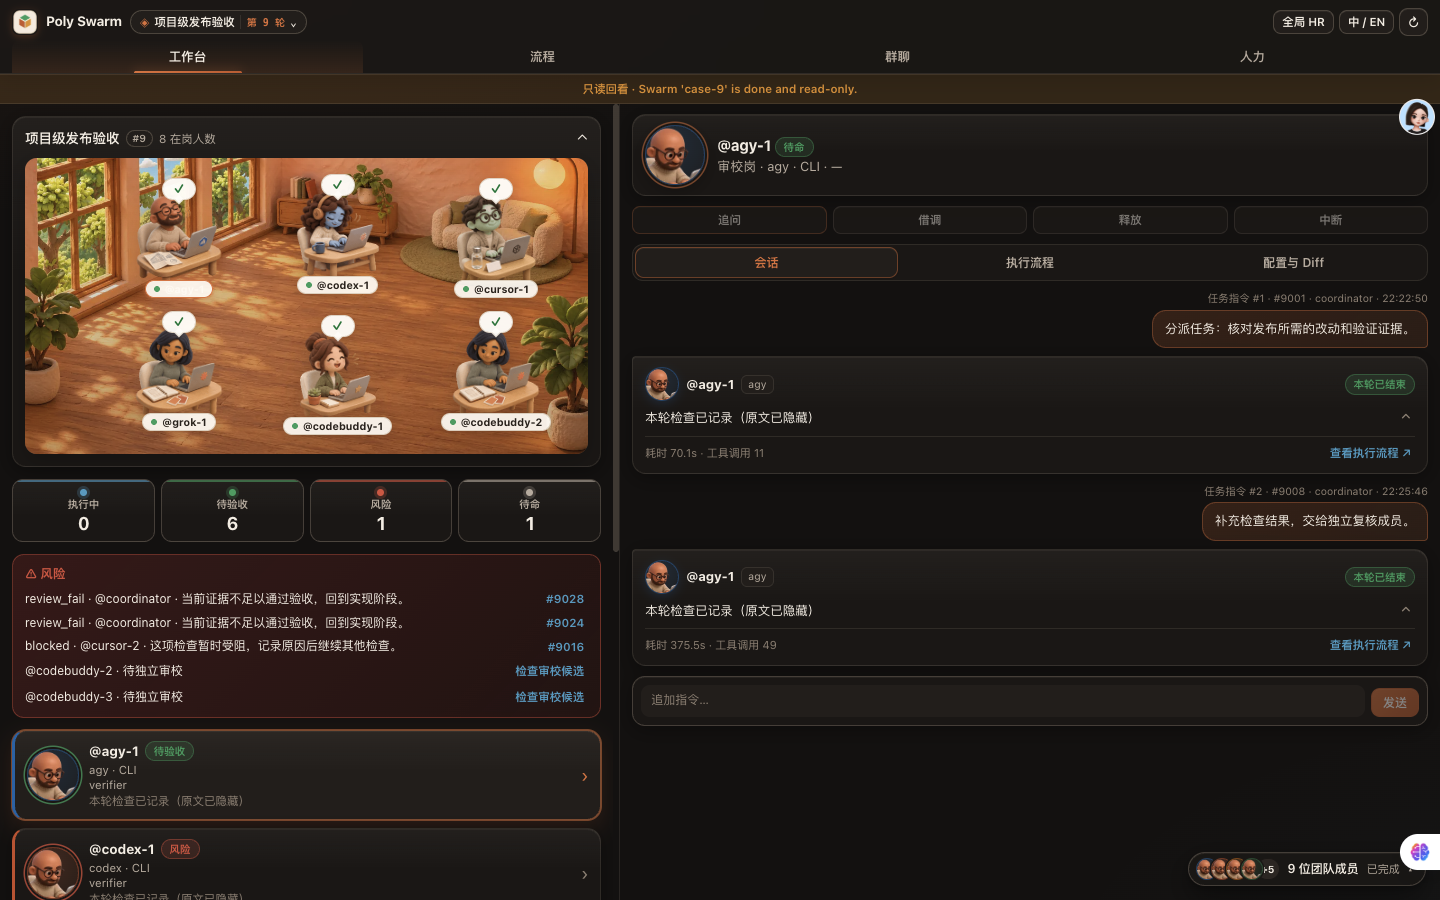 Poly Swarm
项目级发布验收 第 9 轮
全局 HR
中 / EN
工作台
流程
群聊
人力
只读回看 · Swarm 'case-9' is done and read-only.
项目级发布验收 #9 8 在岗人数
@codex-1
@cursor-1
@grok-1
@codebuddy-1
@codebuddy-2
执行中
0
待验收
6
风险
1
待命
1
风险
review_fail · @coordinator · 当前证据不足以通过验收，回到实现阶段。 #9028
review_fail · @coordinator · 当前证据不足以通过验收，回到实现阶段。 #9024
blocked · @cursor-2 · 这项检查暂时受阻，记录原因后继续其他检查。 #9016
@codebuddy-2 · 待独立审校 检查审校候选
@codebuddy-3 · 待独立审校 检查审校候选
@agy-1 待验收
agy · CLI
verifier
本轮检查已记录（原文已隐藏）
@codex-1 风险
codex · CLI
verifier
本轮检查已记录（原文已隐藏）
@agy-1 待命
审校岗 · agy · CLI · —
追问
借调
释放
中断
会话
执行流程
配置与 Diff
任务指令 #1 · #9001 · coordinator · 22:22:50
分派任务：核对发布所需的改动和验证证据。
@agy-1 agy 本轮已结束
本轮检查已记录（原文已隐藏）
耗时 70.1s · 工具调用 11 查看执行流程 ↗
任务指令 #2 · #9008 · coordinator · 22:25:46
补充检查结果，交给独立复核成员。
@agy-1 agy 本轮已结束
本轮检查已记录（原文已隐藏）
耗时 375.5s · 工具调用 49 查看执行流程 ↗
追加指令...
发送
+5 9 位团队成员 已完成